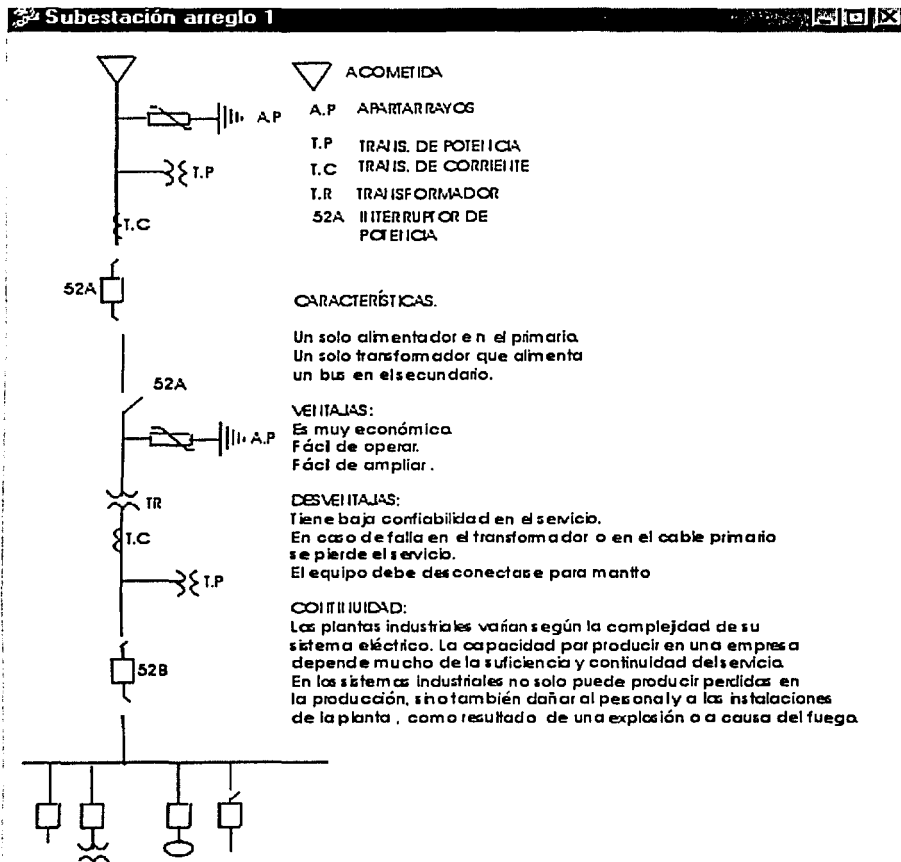 Subestación arreglo 1
ACOMETIDA
A.P APARTARRAYOS
T.P TRANS. DE POTENCIA
T.C TRANS. DE CORRIENTE
T.R TRANSFORMADOR
52A INTERRUPTOR DE
POTENCIA
A.P
T.P
T.C
52A
52A
A.P
TR
T.C
T.P
52B
CARACTERÍSTICAS.
Un solo alimentador en el primario.
Un solo transformador que alimenta
un bus en el secundario.
VENTAJAS:
Es muy económica.
Fácil de operar.
Fácil de ampliar.
DESVENTAJAS:
Tiene baja confiabilidad en el servicio.
En caso de falla en el transformador o en el cable primario
se pierde el servicio.
El equipo debe desconectase para mantto
CONTINUIDAD:
Las plantas industriales varían según la complejidad de su
sistema eléctrico. La capacidad por producir en una empresa
depende mucho de la suficiencia y continuidad del servicio.
En los sistemas industriales no solo puede producir perdidas en
la producción, sino también dañar al personal y a las instalaciones
de la planta, como resultado de una explosión o a causa del fuego.